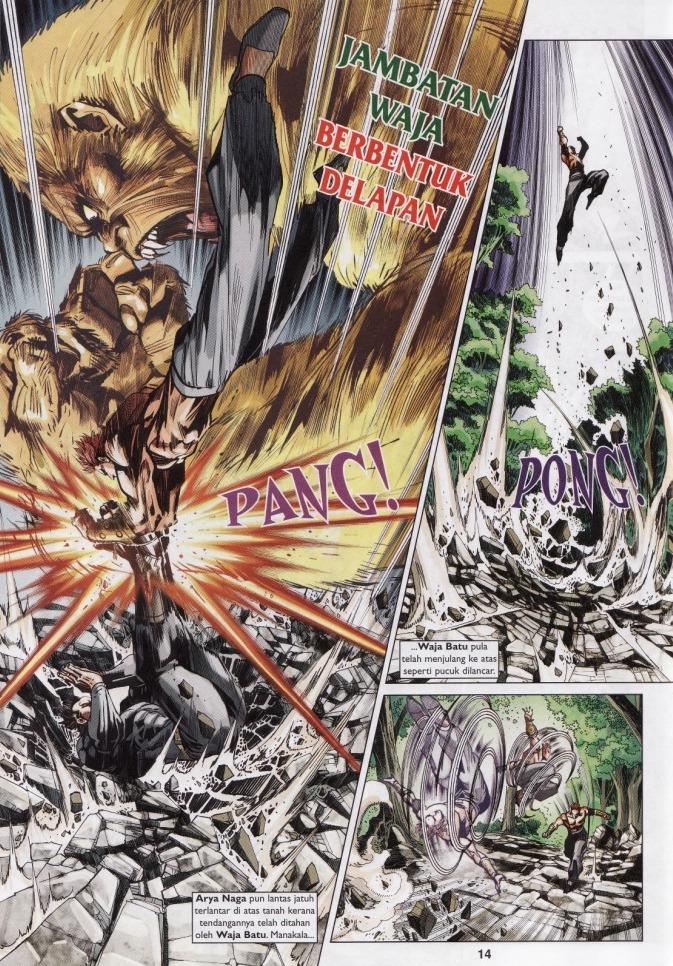 JAMBATAN
WAJA
BERBENTUK
DELAPAN
PANG!
Arya Naga pun lantas jatuh
terlantar di atas tanah kerana
tendangannya telah ditahan
oleh Waja Batu. Manakala...
PONG!
...Waja Batu pula
telah menjulang ke atas
seperti pucuk dilancar.
14